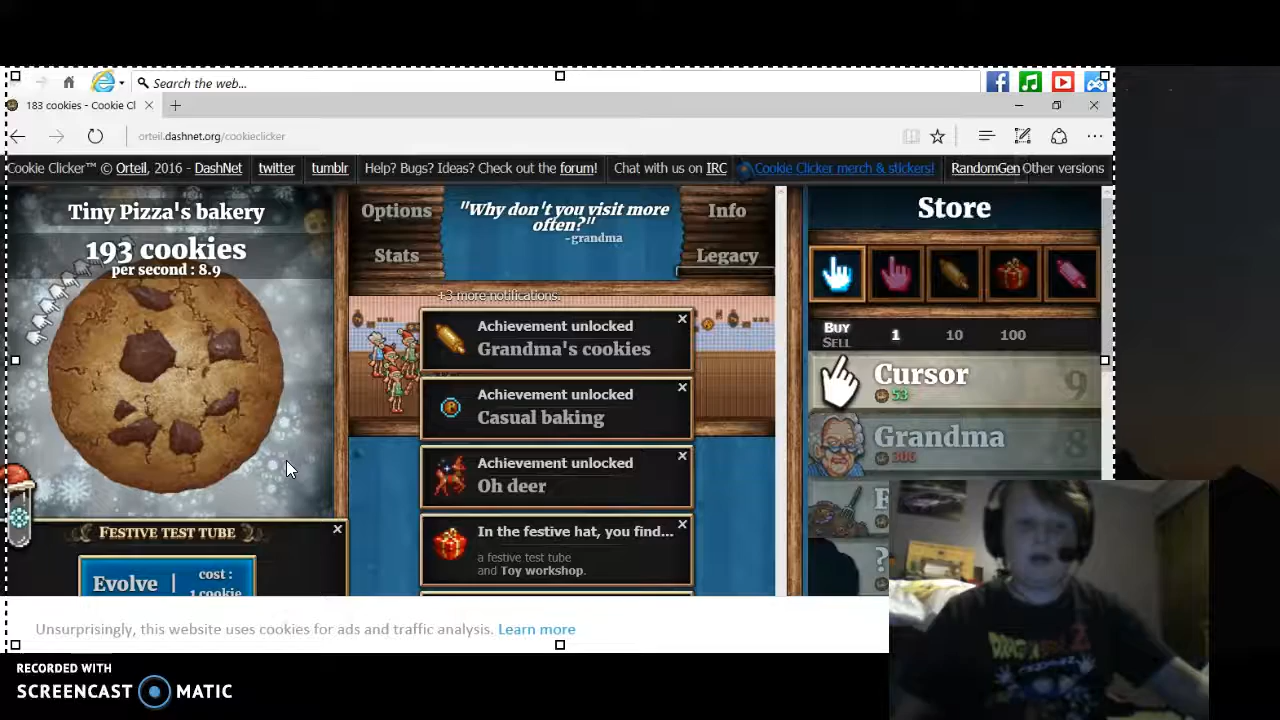 Search the web...
183 cookies - Cookie Cl
orteil.dashnet.org/cookieclicker
Cookie Clicker™ © Orteil, 2016 - DashNet
twitter
tumblr
Help? Bugs? Ideas? Check out the forum!
Chat with us on IRC
Cookie Clicker merch & stickers!
RandomGen
Other versions
Tiny Pizza's bakery
193 cookies
per second : 8.9
FESTIVE TEST TUBE
Evolve | cost :
1 cookie
Options
Stats
"Why don't you visit more
often?"
-grandma
Info
Legacy
+3 more notifications.
Achievement unlocked
Grandma's cookies
Achievement unlocked
Casual baking
Achievement unlocked
Oh deer
In the festive hat, you find...
a festive test tube
and Toy workshop.
Store
BUY
SELL
1
10
100
Cursor
53
9
Grandma
306
8
F
?
Unsurprisingly, this website uses cookies for ads and traffic analysis. Learn more
RECORDED WITH
SCREENCAST MATIC